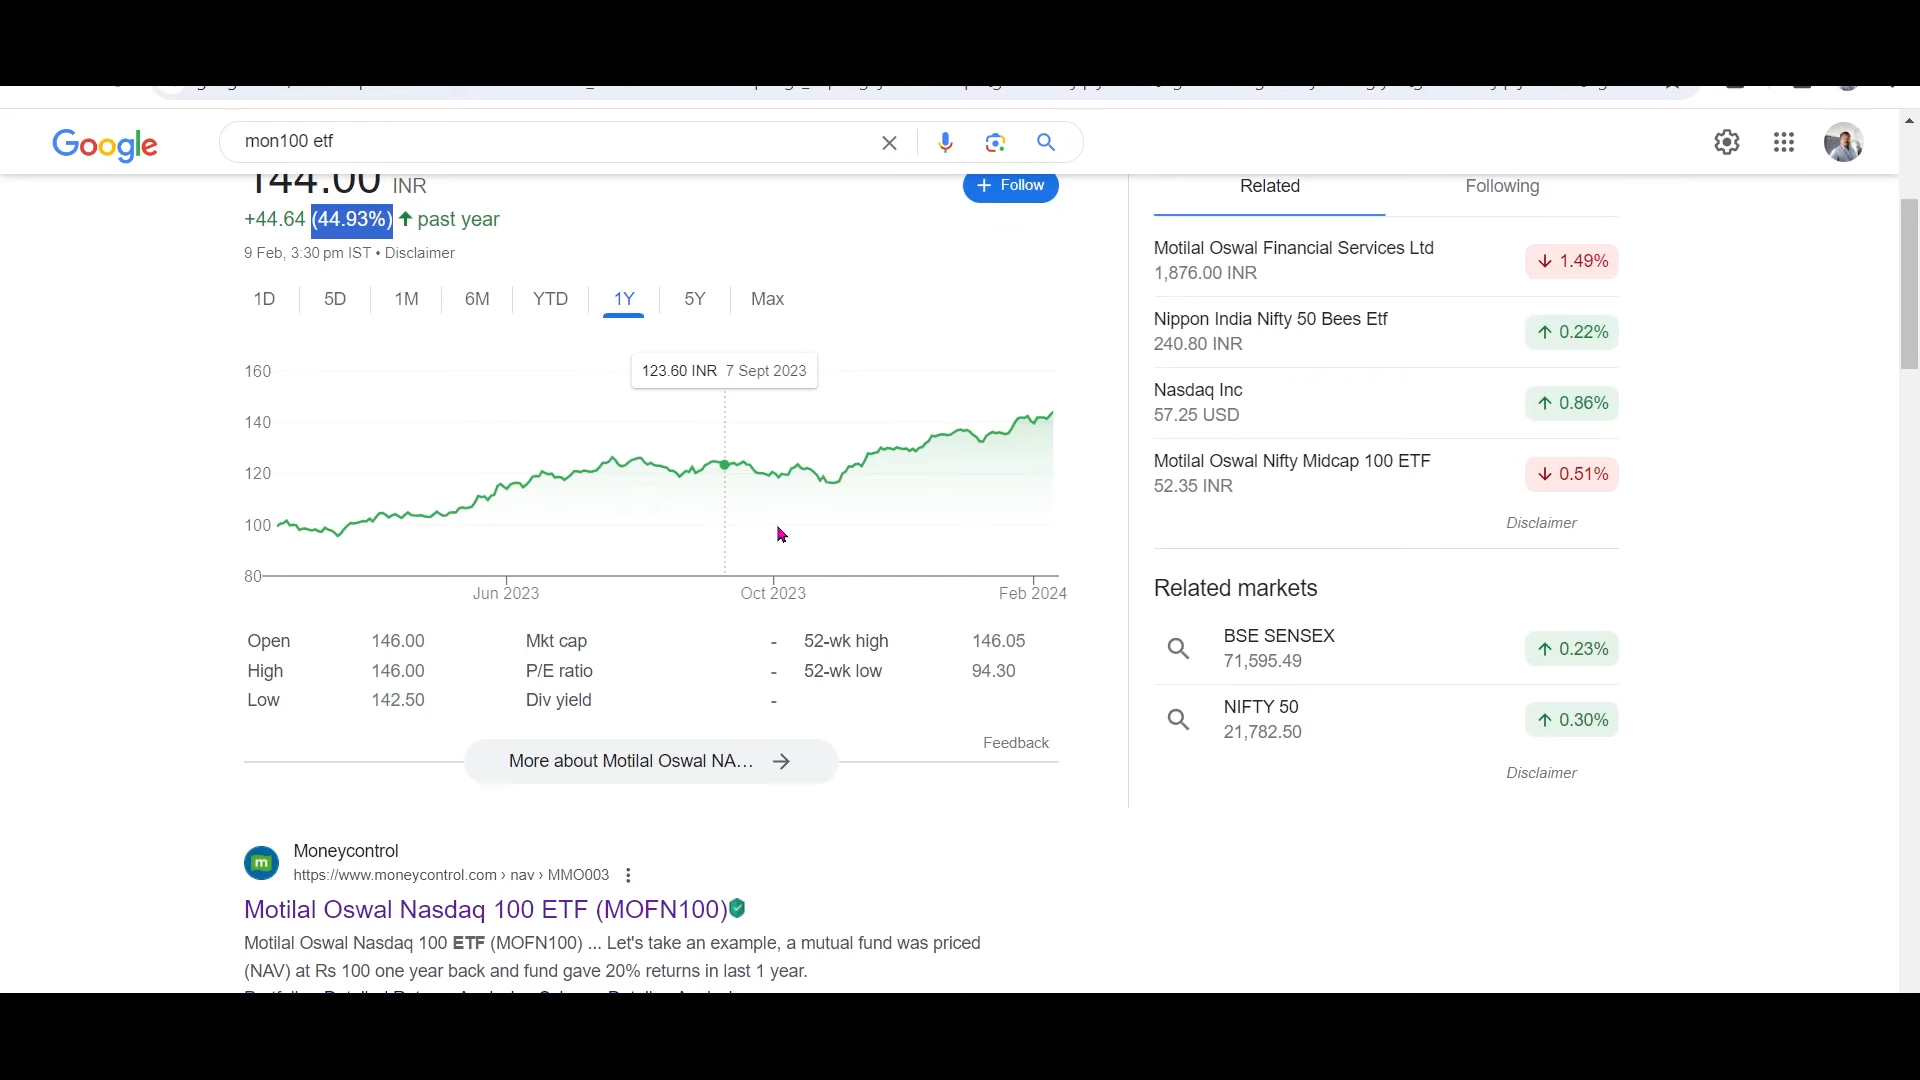 Google
mon100 etf
144.00 INR
Follow
+44.64 (44.93%) past year
9 Feb, 3:30 pm IST • Disclaimer
1D
5D
1M
6M
YTD
1Y
5Y
Max
123.60 INR 7 Sept 2023
160
140
120
100
80
Jun 2023
Oct 2023
Feb 2024
Open 146.00
High 146.00
Low 142.50
Mkt cap -
P/E ratio -
Div yield -
52-wk high 146.05
52-wk low 94.30
Feedback
More about Motilal Oswal NA...
m
Moneycontrol
https://www.moneycontrol.com › nav › MMO003
Motilal Oswal Nasdaq 100 ETF (MOFN100)
Motilal Oswal Nasdaq 100 ETF (MOFN100) ... Let's take an example, a mutual fund was priced
(NAV) at Rs 100 one year back and fund gave 20% returns in last 1 year.
Related
Following
Motilal Oswal Financial Services Ltd
1,876.00 INR
1.49%
Nippon India Nifty 50 Bees Etf
240.80 INR
0.22%
Nasdaq Inc
57.25 USD
0.86%
Motilal Oswal Nifty Midcap 100 ETF
52.35 INR
0.51%
Disclaimer
Related markets
BSE SENSEX
71,595.49
0.23%
NIFTY 50
21,782.50
0.30%
Disclaimer